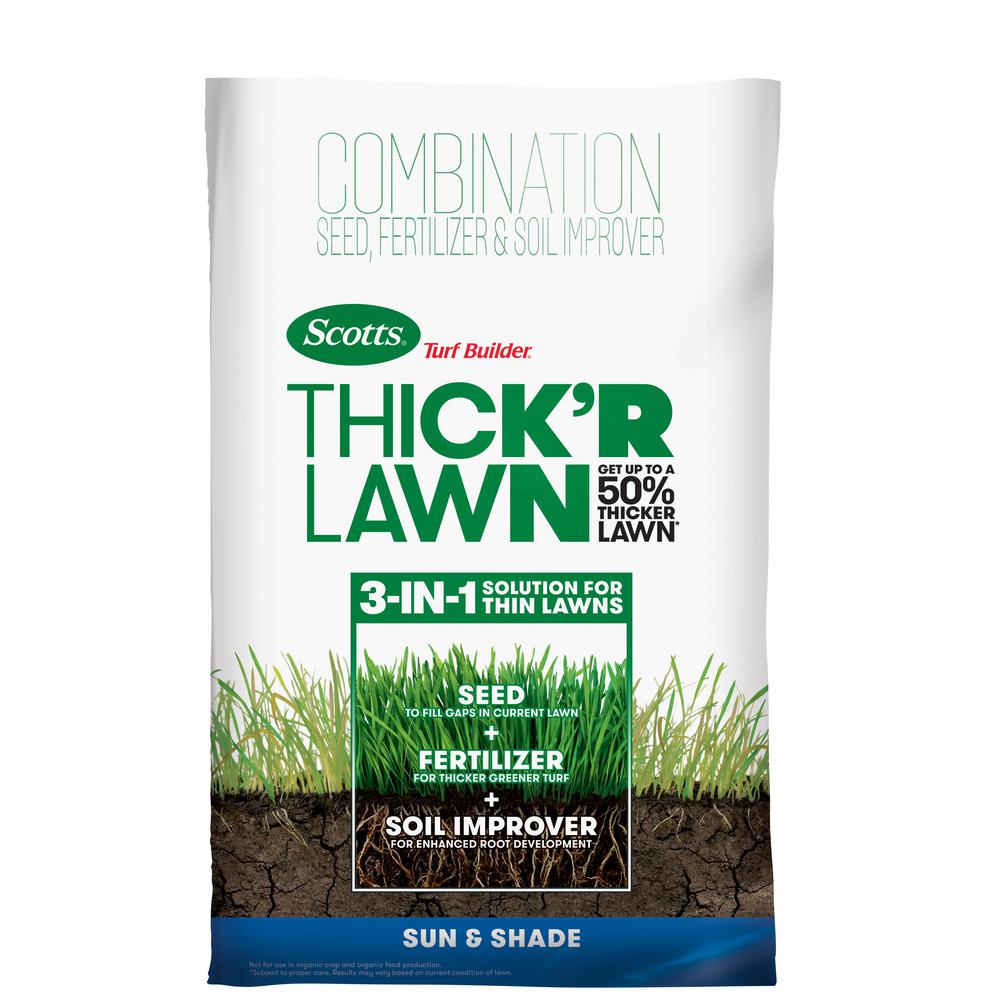 COMBINATION
SEED, FERTILIZER & SOIL IMPROVER
Scotts®
Turf Builder®
THICK'R
LAWN
GET UP TO A
50%
THICKER
LAWN*
3-IN-1
SOLUTION FOR
THIN LAWNS
SEED
TO FILL GAPS IN CURRENT LAWN
+
FERTILIZER
FOR THICKER GREENER TURF
+
SOIL IMPROVER
FOR ENHANCED ROOT DEVELOPMENT
SUN & SHADE
Not for use in organic crop and organic food production.
*Subject to proper care. Results may vary based on current condition of lawn.